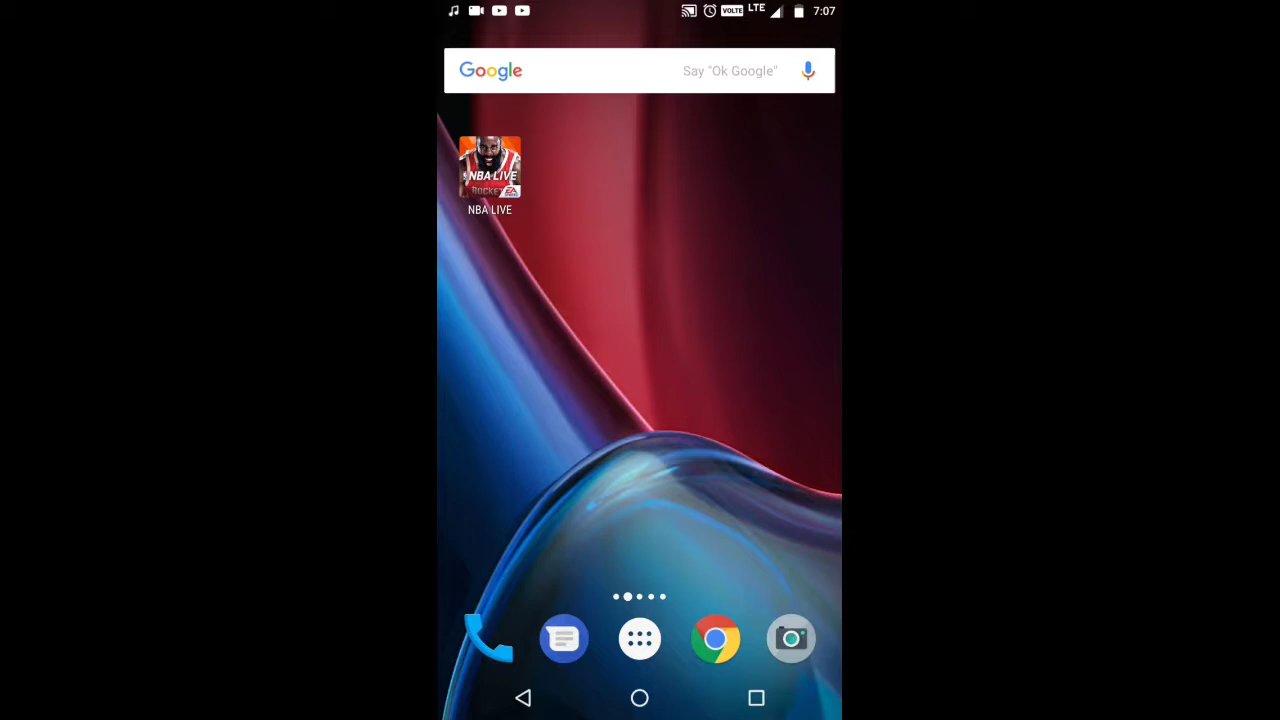 VOLTE LTE 7:07
Google Say "Ok Google"
NBA LIVE
ROCKETS EA
NBA LIVE